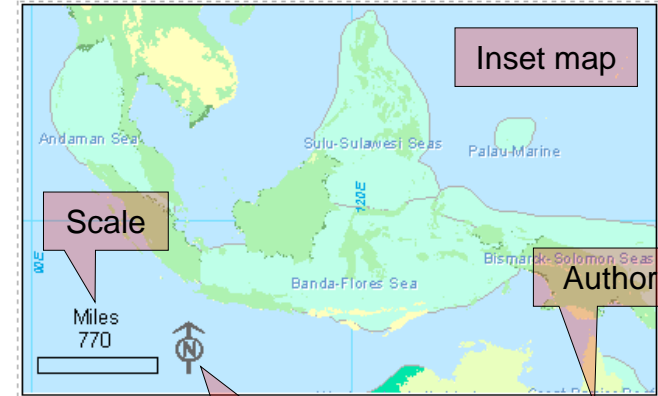 Inset map
Andaman Sea
Sulu-Sulawesi Seas
Palau-Marine
120E
Scale
90E
Bismarck-Solomon Seas
Author
Banda-Flores Sea
Miles
770
N